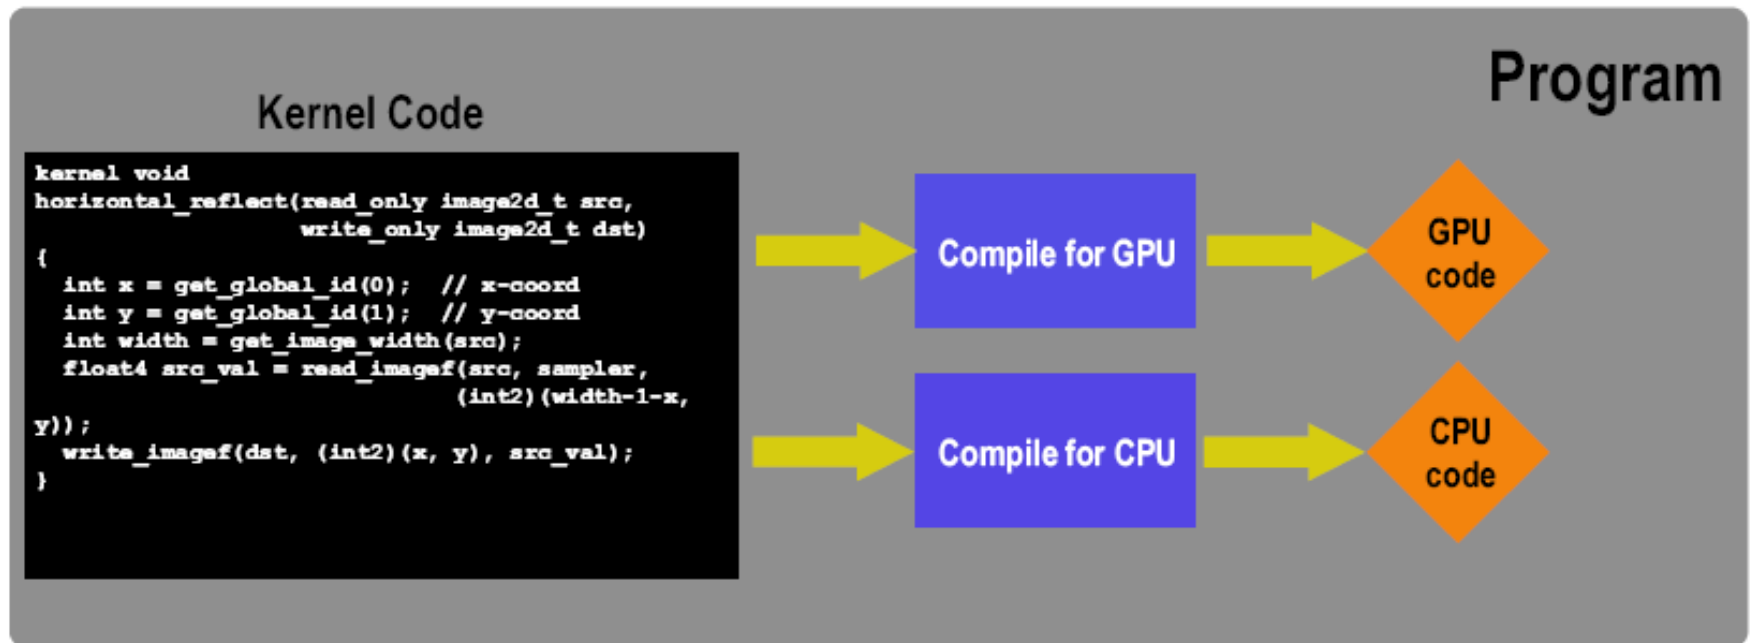 Program
Kernel Code
kernel void
horizontal_reflect(read_only image2d_t src,
write_only image2d_t dst)
{
int x = get_global_id(0); // x-coord
int y = get_global_id(1); // y-coord
int width = get_image_width(src);
float4 src_val = read_imagef(src, sampler,
(int2)(width-1-x,
y));
write_imagef(dst, (int2)(x, y), src_val);
}
Compile for GPU
GPU
code
Compile for CPU
CPU
code